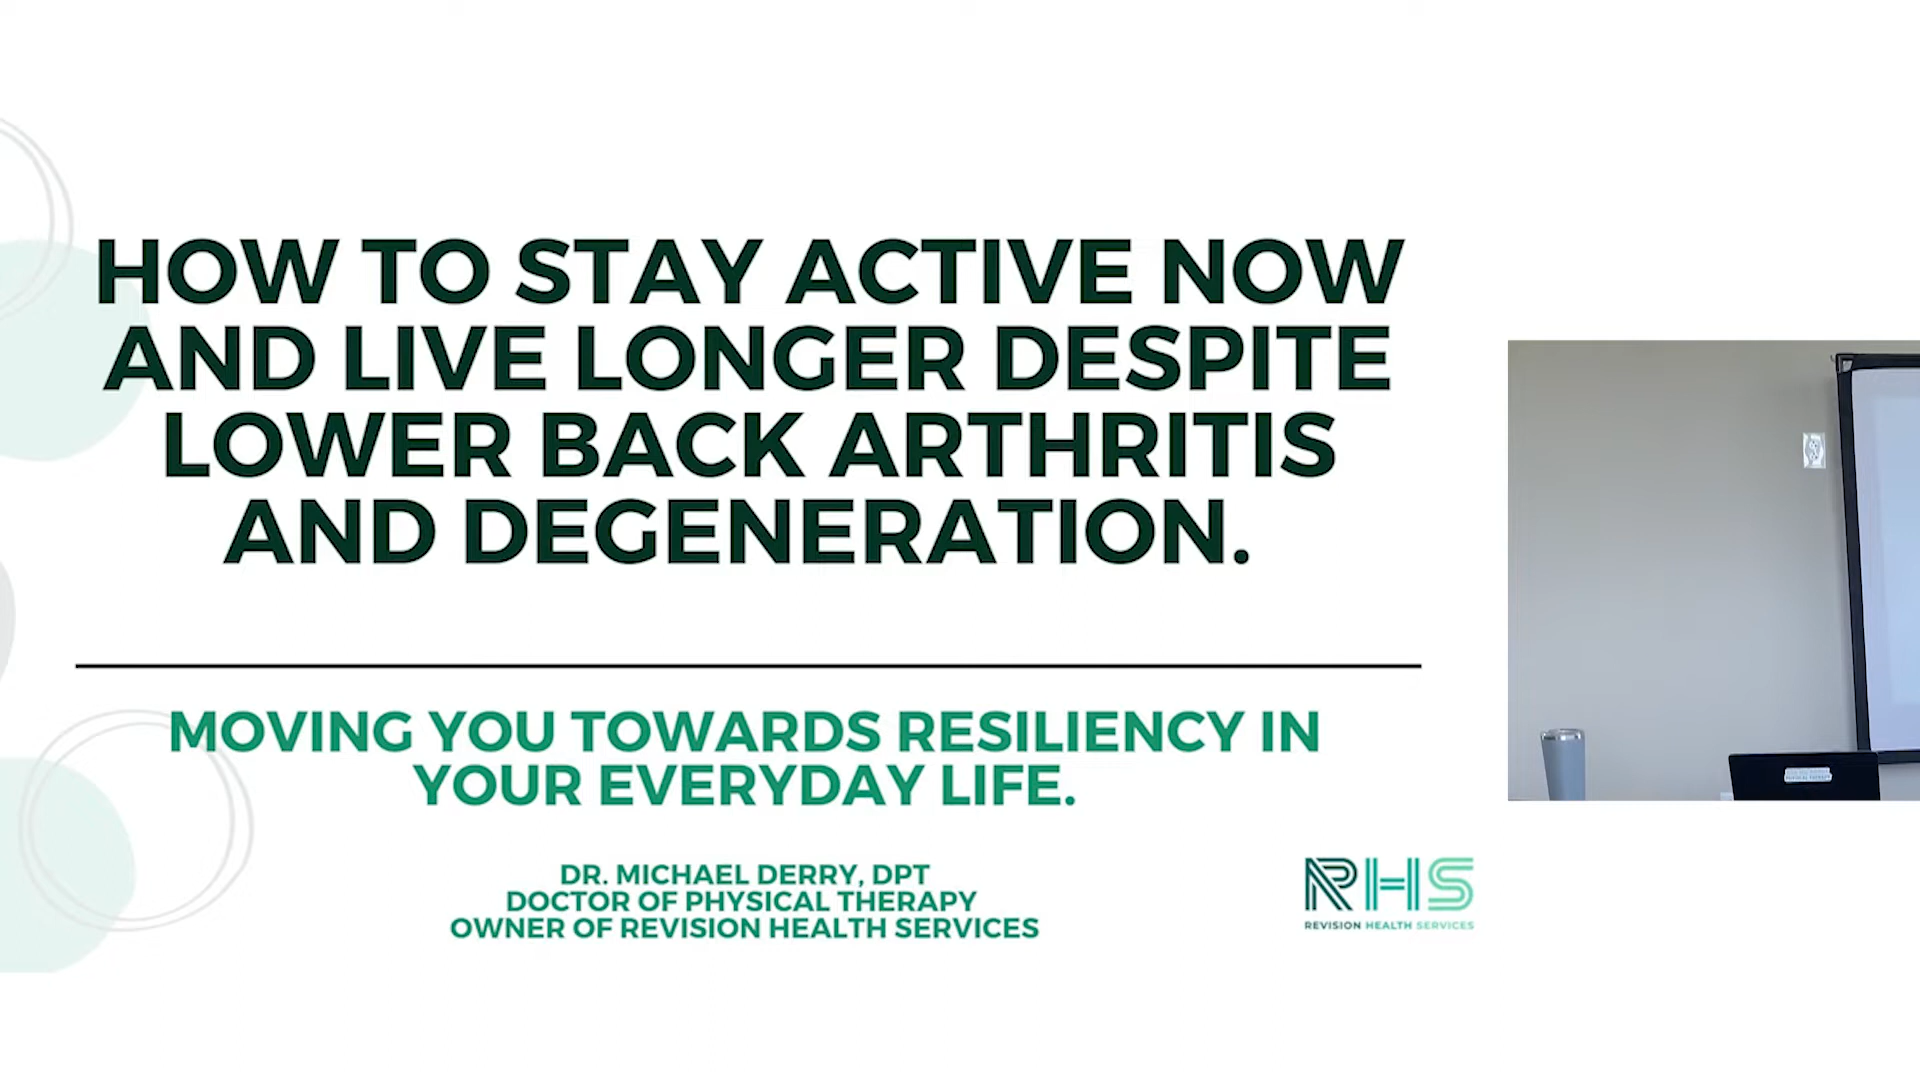 HOW TO STAY ACTIVE NOW
AND LIVE LONGER DESPITE
LOWER BACK ARTHRITIS
AND DEGENERATION.
MOVING YOU TOWARDS RESILIENCY IN
YOUR EVERYDAY LIFE.
DR. MICHAEL DERRY, DPT
DOCTOR OF PHYSICAL THERAPY
OWNER OF REVISION HEALTH SERVICES
RHS
REVISION HEALTH SERVICES